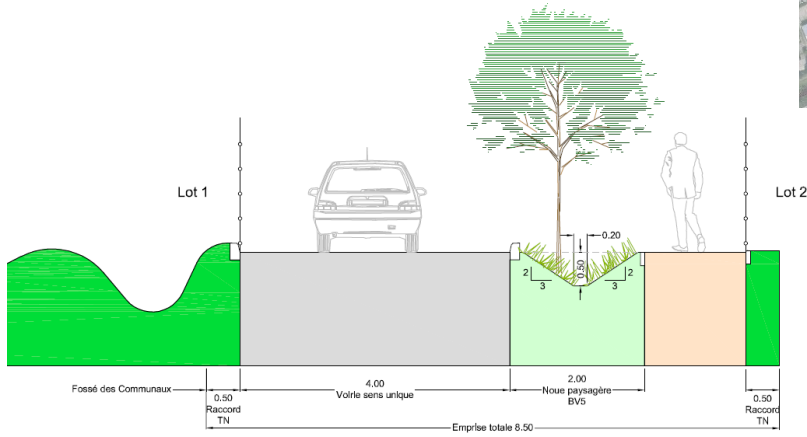 Lot 1
Lot 2
0.20
0.50
2
3
2
3
Fossé des Communaux
0.50
Raccord
TN
4.00
Voirie sens unique
2.00
Noue paysagère
BV5
0.50
Raccord
TN
Emprise totale 8.50